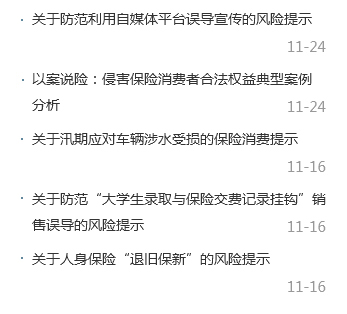 · 关于防范利用自媒体平台误导宣传的风险提示
11-24
· 以案说险：侵害保险消费者合法权益典型案例
分析
11-24
· 关于汛期应对车辆涉水受损的保险消费提示
11-16
· 关于防范“大学生录取与保险交费记录挂钩”销
售误导的风险提示
11-16
· 关于人身保险“退旧保新”的风险提示
11-16